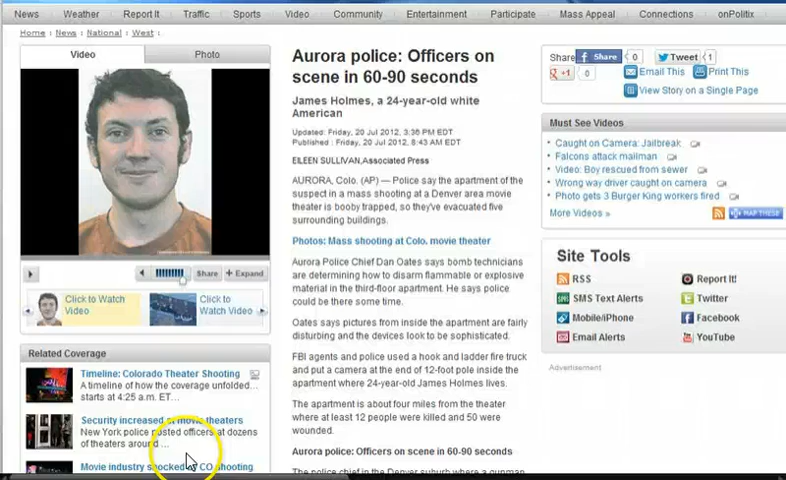 News Weather Report It! Traffic Sports Video Community Entertainment Participate Mass Appeal Connections onPolitix
Home News National West
Video Photo
Share + Expand
Click to Watch Video
Click to Watch Video
Related Coverage
Timeline: Colorado Theater Shooting
A timeline of how the coverage unfolded...
starts at 4:25 a.m. ET...
Security increased at movie theaters
New York police posted officers at dozens
of theaters around ...
Movie industry shocked by CO shooting
Aurora police: Officers on
scene in 60-90 seconds
James Holmes, a 24-year-old white
American
Updated: Friday, 20 Jul 2012, 3:36 PM EDT
Published : Friday, 20 Jul 2012, 6:43 AM EDT
EILEEN SULLIVAN,Associated Press
AURORA, Colo. (AP) — Police say the apartment of the
suspect in a mass shooting at a Denver area movie
theater is booby trapped, so they've evacuated five
surrounding buildings.
Photos: Mass shooting at Colo. movie theater
Aurora Police Chief Dan Oates says bomb technicians
are determining how to disarm flammable or explosive
material in the third-floor apartment. He says police
could be there some time.
Oates says pictures from inside the apartment are fairly
disturbing and the devices look to be sophisticated.
FBI agents and police used a hook and ladder fire truck
and put a camera at the end of 12-foot pole inside the
apartment where 24-year-old James Holmes lives.
The apartment is about four miles from the theater
where at least 12 people were killed and 50 were
wounded.
Aurora police: Officers on scene in 60-90 seconds
The police chief in the Denver suburb where a gunman
Share f Share 0 Tweet 1
+1 0 Email This Print This
View Story on a Single Page
Must See Videos
Caught on Camera: Jailbreak
Falcons attack mailman
Video: Boy rescued from sewer
Wrong way driver caught on camera
Photo gets 3 Burger King workers fired
More Videos » MAP THESE
Site Tools
RSS Report It!
SMS Text Alerts Twitter
Mobile/iPhone Facebook
Email Alerts YouTube
Advertisement